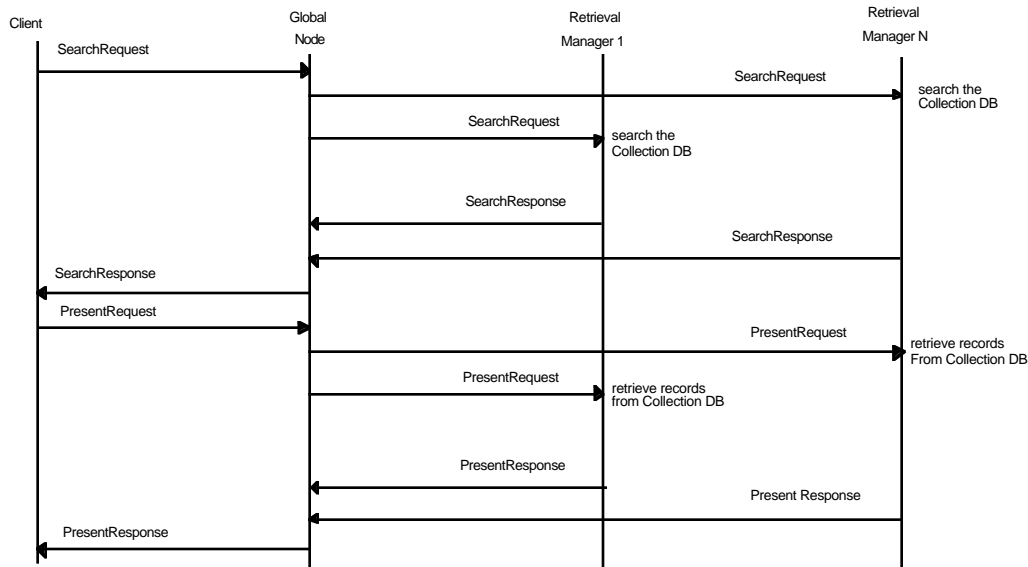 Client
Global
Node
Retrieval
Manager 1
Retrieval
Manager N
SearchRequest
SearchRequest
search the
Collection DB
SearchRequest
search the
Collection DB
SearchResponse
SearchResponse
SearchResponse
PresentRequest
PresentRequest
retrieve records
From Collection DB
PresentRequest
retrieve records
from Collection DB
PresentResponse
Present Response
PresentResponse